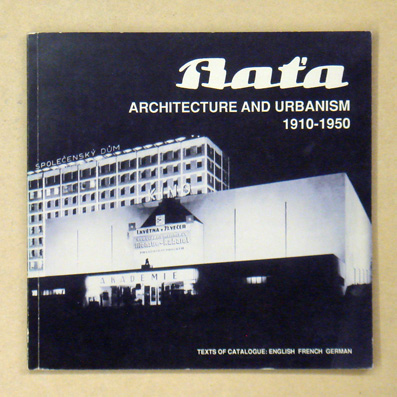 Baťa
ARCHITECTURE AND URBANISM
1910-1950
SPOLEČENSKÝ DŮM
KINO
AKADEMIE
TEXTS OF CATALOGUE: ENGLISH FRENCH GERMAN